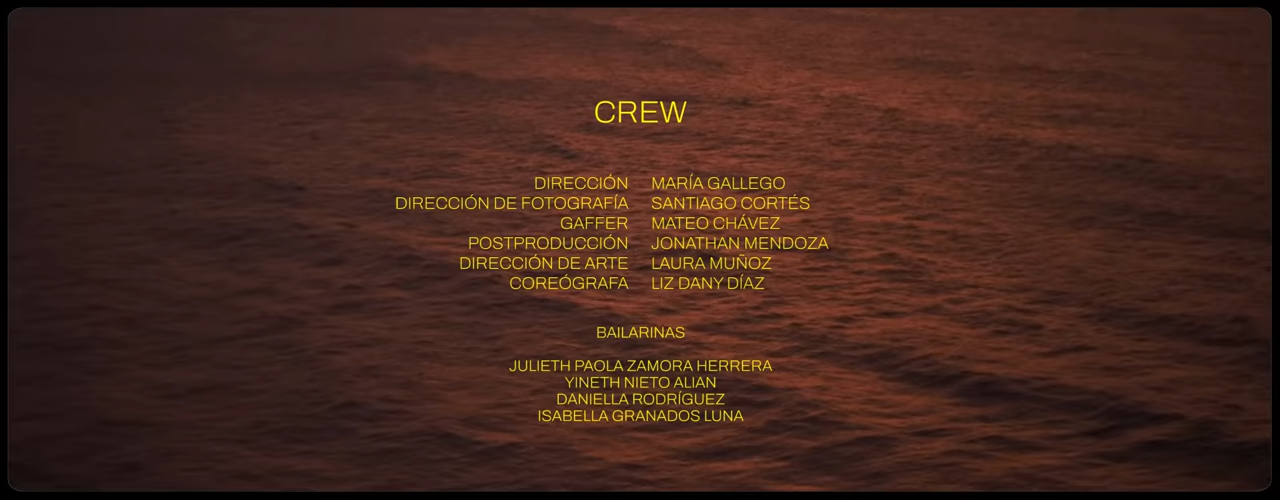 CREW
DIRECCIÓN MARÍA GALLEGO
DIRECCIÓN DE FOTOGRAFÍA SANTIAGO CORTÉS
GAFFER MATEO CHÁVEZ
POSTPRODUCCIÓN JONATHAN MENDOZA
DIRECCIÓN DE ARTE LAURA MUÑOZ
COREÓGRAFA LIZ DANY DÍAZ
BAILARINAS
JULIETH PAOLA ZAMORA HERRERA
YINETH NIETO ALIAN
DANIELLA RODRÍGUEZ
ISABELLA GRANADOS LUNA